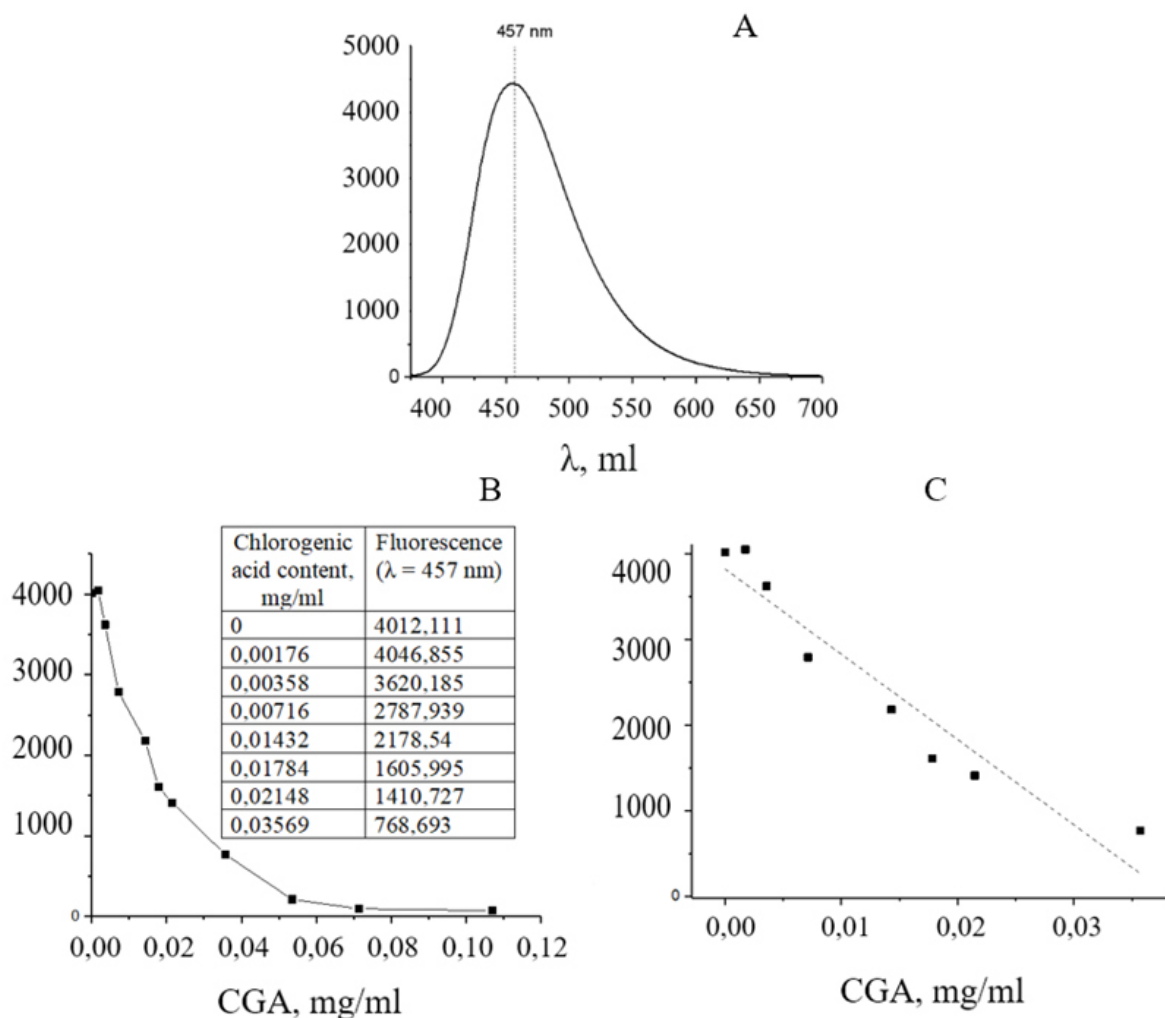 A
457 nm
5000
4000
3000
2000
1000
0
400 450 500 550 600 650 700
λ, ml
B
Chlorogenic acid content, mg/ml | Fluorescence (λ = 457 nm)
0 | 4012,111
0,00176 | 4046,855
0,00358 | 3620,185
0,00716 | 2787,939
0,01432 | 2178,54
0,01784 | 1605,995
0,02148 | 1410,727
0,03569 | 768,693
4000
3000
2000
1000
0
0,00 0,02 0,04 0,06 0,08 0,10 0,12
CGA, mg/ml
C
4000
3000
2000
1000
0
0,00 0,01 0,02 0,03
CGA, mg/ml